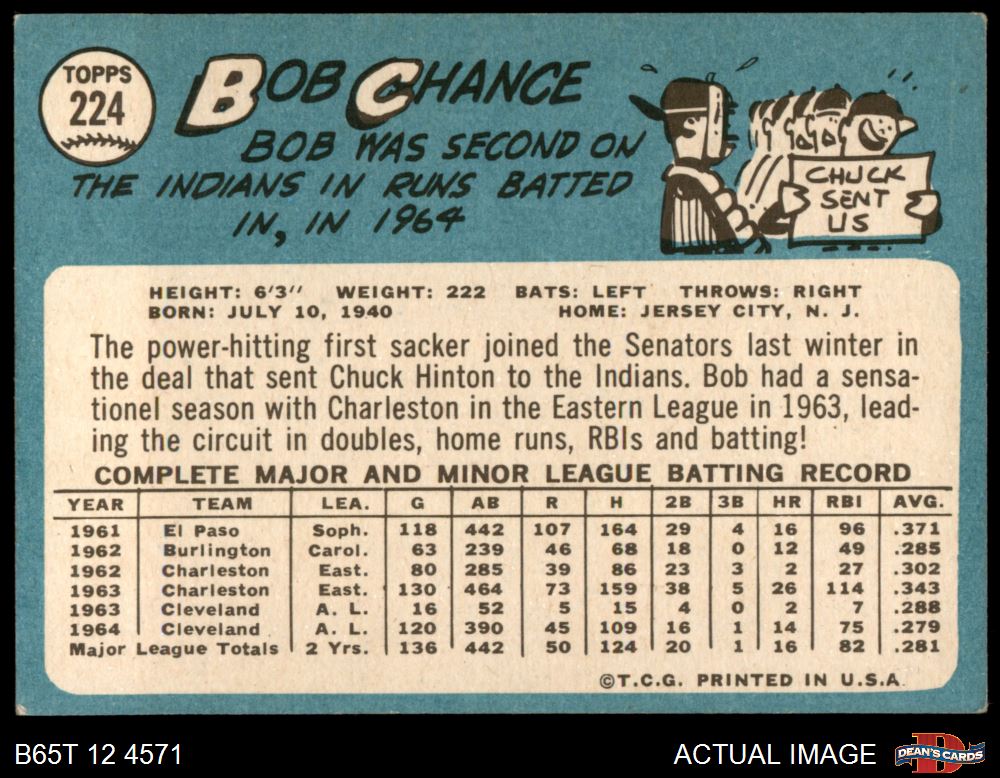 TOPPS
224
BOB CHANCE
BOB WAS SECOND ON
THE INDIANS IN RUNS BATTED
IN, IN 1964
CHUCK
SENT
US
HEIGHT: 6'3" WEIGHT: 222 BATS: LEFT THROWS: RIGHT
BORN: JULY 10, 1940 HOME: JERSEY CITY, N. J.
The power-hitting first sacker joined the Senators last winter in
the deal that sent Chuck Hinton to the Indians. Bob had a sensa-
tionel season with Charleston in the Eastern League in 1963, lead-
ing the circuit in doubles, home runs, RBIs and batting!
COMPLETE MAJOR AND MINOR LEAGUE BATTING RECORD
YEAR TEAM LEA. G AB R H 2B 3B HR RBI AVG.
1961 El Paso Soph. 118 442 107 164 29 4 16 96 .371
1962 Burlington Carol. 63 239 46 68 18 0 12 49 .285
1962 Charleston East. 80 285 39 86 23 3 2 27 .302
1963 Charleston East. 130 464 73 159 38 5 26 114 .343
1963 Cleveland A. L. 16 52 5 15 4 0 2 7 .288
1964 Cleveland A. L. 120 390 45 109 16 1 14 75 .279
Major League Totals 2 Yrs. 136 442 50 124 20 1 16 82 .281
©T.C.G. PRINTED IN U.S.A.
B65T 12 4571
ACTUAL IMAGE
DEAN'S CARDS